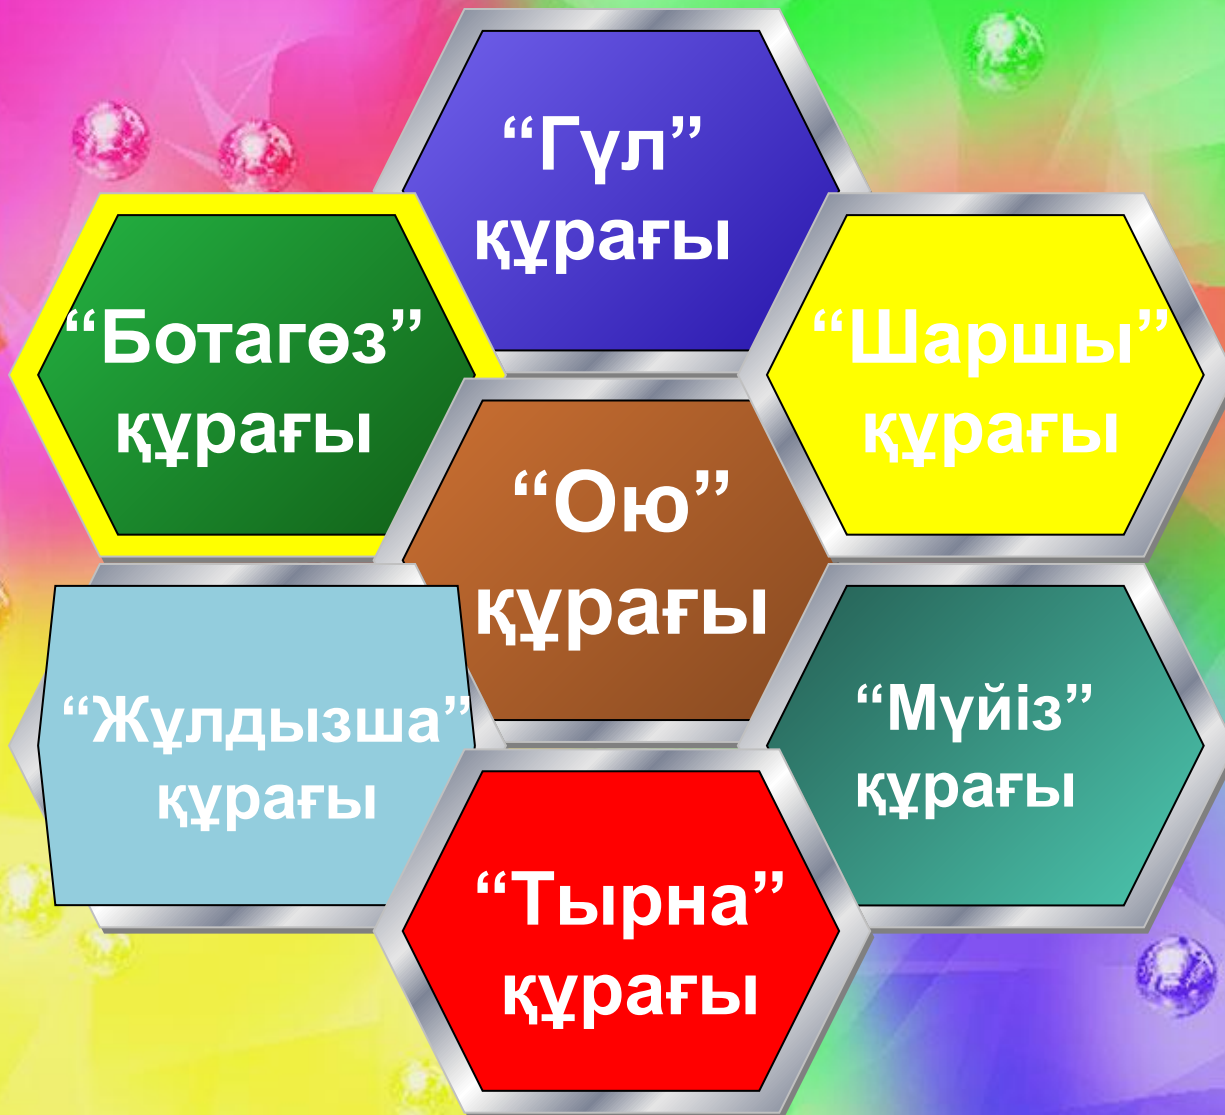 “Гүл”
құрағы
“Ботагөз”
құрағы
“Шаршы”
құрағы
“Ою”
құрағы
“Жұлдызша”
құрағы
“Мүйіз”
құрағы
“Тырна”
құрағы